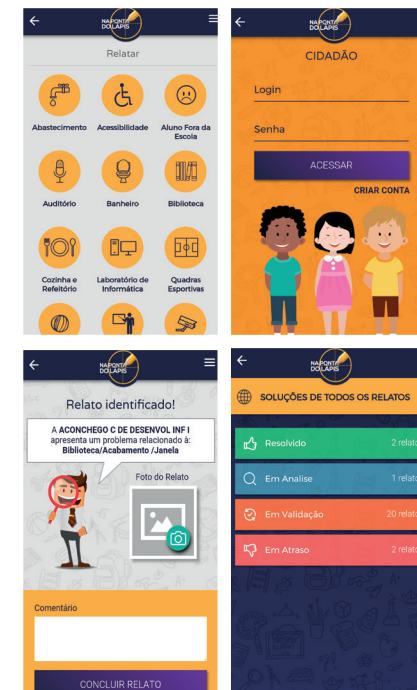 NA PONTA
DO LÁPIS
Relatar
Abastecimento
Acessibilidade
Aluno Fora da
Escola
Auditório
Banheiro
Biblioteca
Cozinha e
Refeitório
Laboratório de
Informática
Quadras
Esportivas
NA PONTA
DO LÁPIS
CIDADÃO
Login
Senha
ACESSAR
CRIAR CONTA
NA PONTA
DO LÁPIS
Relato identificado!
A ACONCHEGO C DE DESENVOL INF I
apresenta um problema relacionado à:
Biblioteca/Acabamento /Janela
Foto do Relato
Comentário
CONCLUIR RELATO
NA PONTA
DO LÁPIS
SOLUÇÕES DE TODOS OS RELATOS
Resolvido 2 relato
Em Analise 1 relato
Em Validação 20 relato
Em Atraso 2 relato